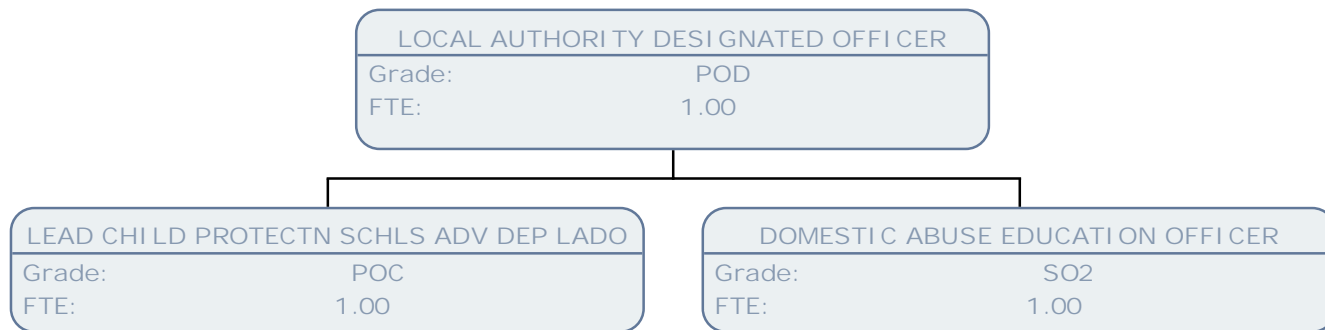 LOCAL AUTHORITY DESIGNATED OFFICER
Grade: POD
FTE: 1.00
LEAD CHILD PROTECTN SCHLS ADV DEP LADO
Grade: POC
FTE: 1.00
DOMESTIC ABUSE EDUCATION OFFICER
Grade: SO2
FTE: 1.00